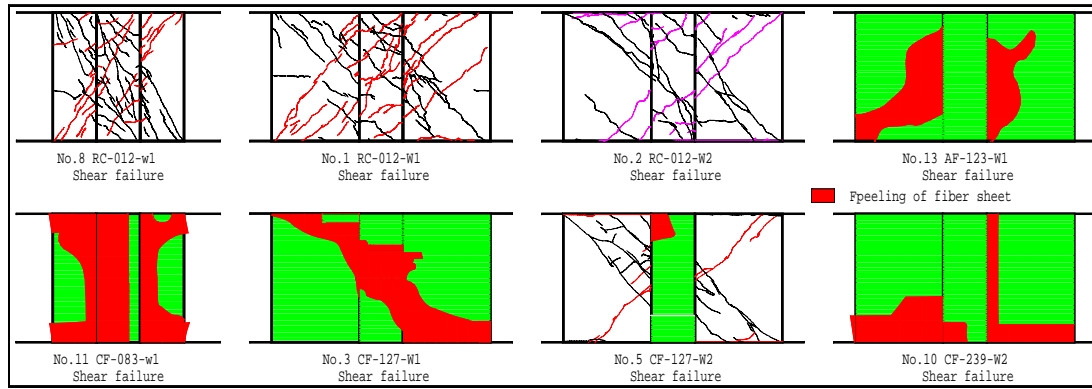 No.8 RC-012-w1
Shear failure
No.1 RC-012-W1
Shear failure
No.2 RC-012-W2
Shear failure
No.13 AF-123-W1
Shear failure
Fpeeling of fiber sheet
No.11 CF-083-w1
Shear failure
No.3 CF-127-W1
Shear failure
No.5 CF-127-W2
Shear failure
No.10 CF-239-W2
Shear failure